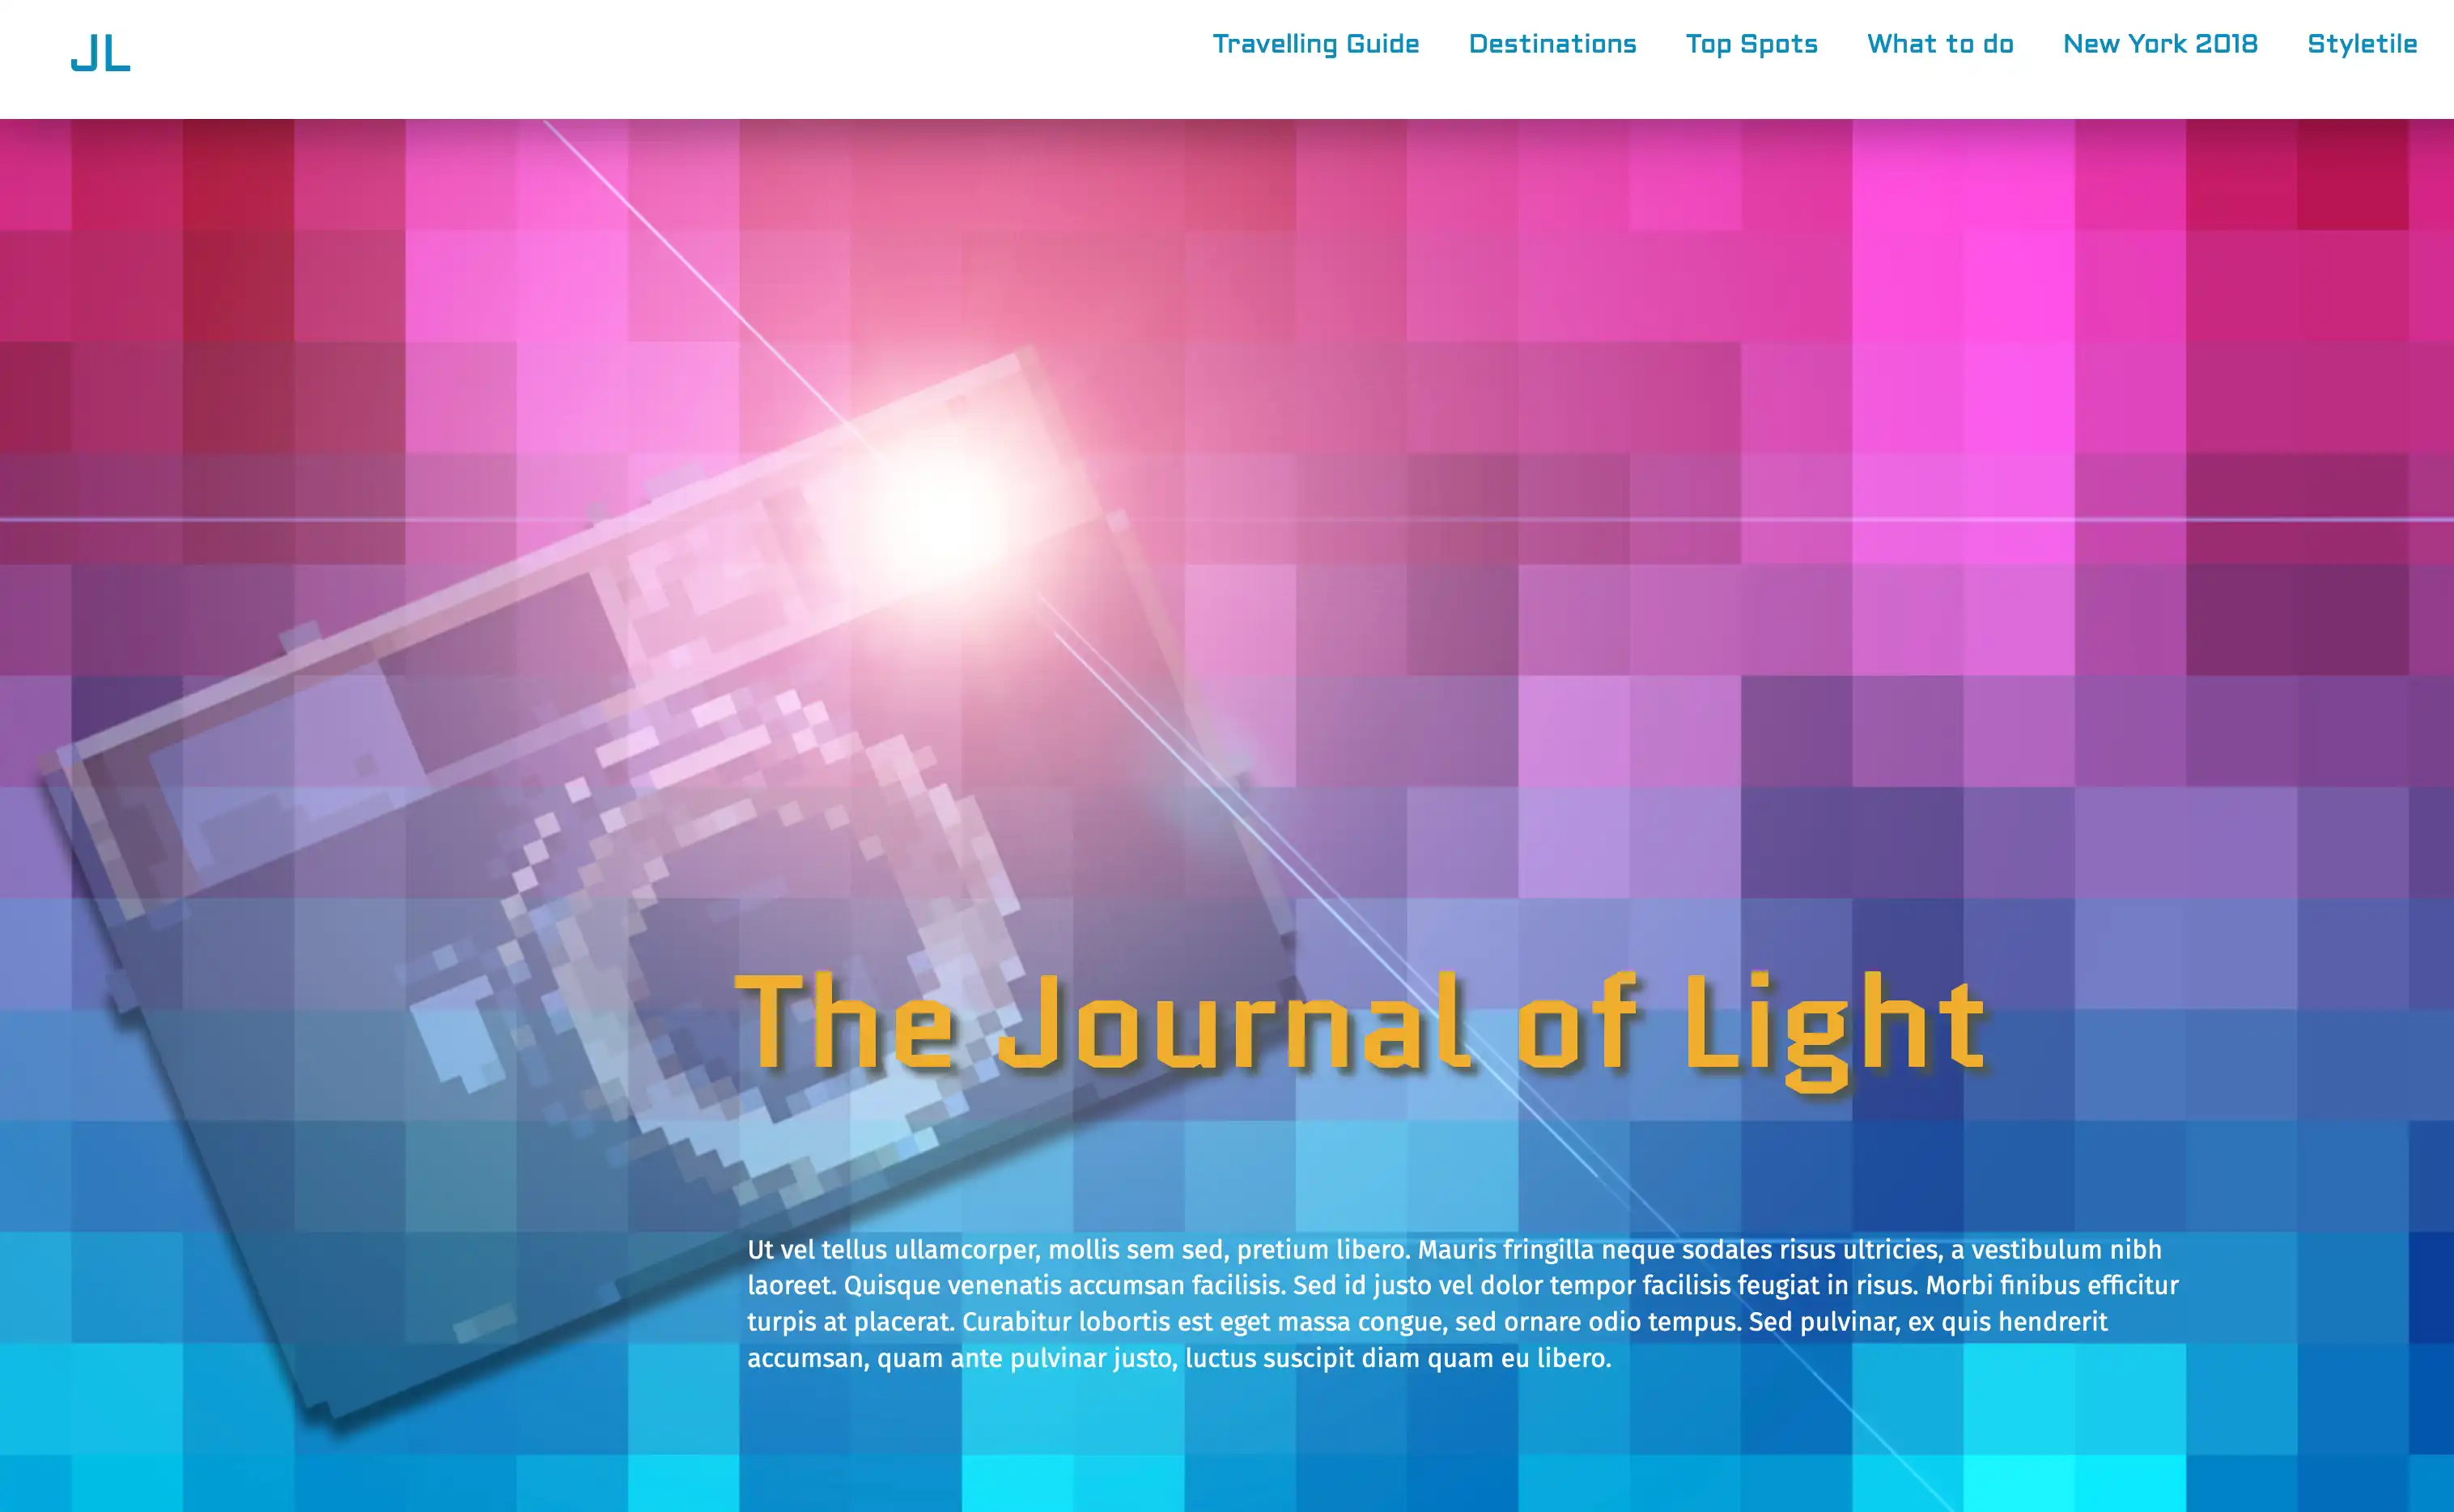 JL
Travelling Guide Destinations Top Spots What to do New York 2018 Styletile
The Journal of Light
Ut vel tellus ullamcorper, mollis sem sed, pretium libero. Mauris fringilla neque sodales risus ultricies, a vestibulum nibh
laoreet. Quisque venenatis accumsan facilisis. Sed id justo vel dolor tempor facilisis feugiat in risus. Morbi finibus efficitur
turpis at placerat. Curabitur lobortis est eget massa congue, sed ornare odio tempus. Sed pulvinar, ex quis hendrerit
accumsan, quam ante pulvinar justo, luctus suscipit diam quam eu libero.